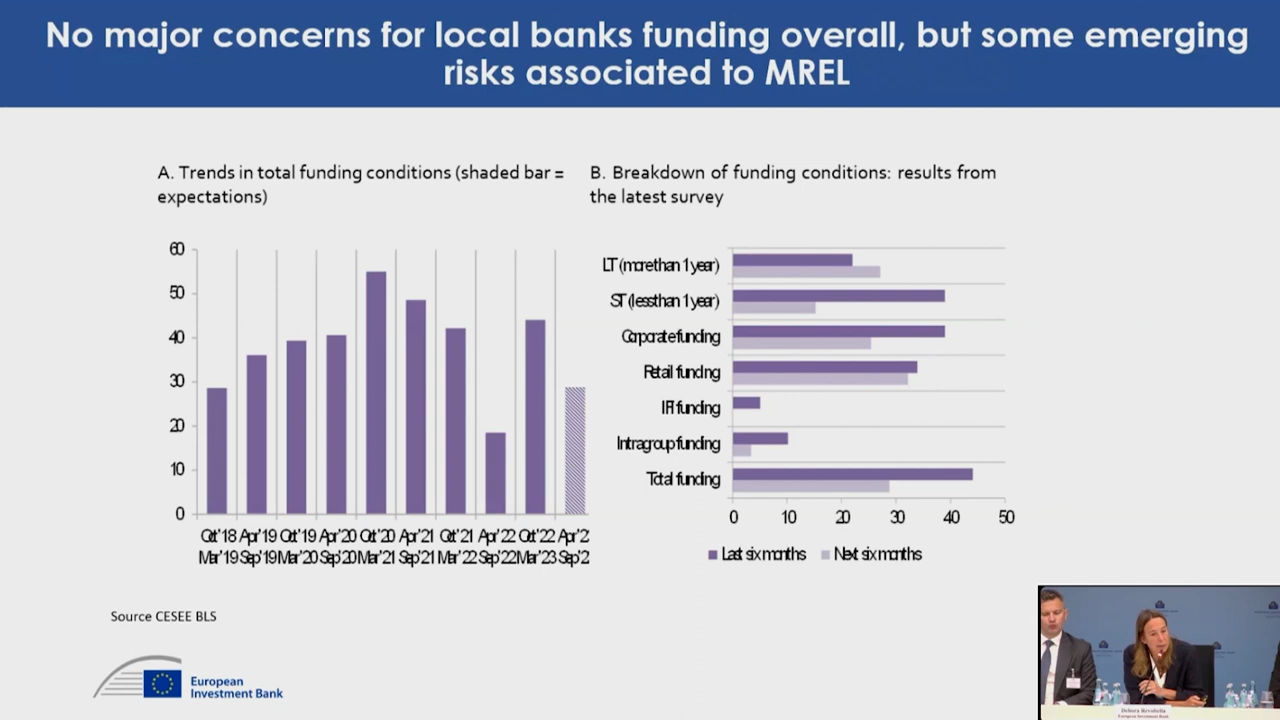 No major concerns for local banks funding overall, but some emerging
risks associated to MREL
A. Trends in total funding conditions (shaded bar =
expectations)
60
50
40
30
20
10
0
Oct'18 Apr'19 Oct'19 Apr'20 Oct'20 Apr'21 Oct'21 Apr'22 Oct'22 Apr'2
Mar'19 Sep'19 Mar'20 Sep'20 Mar'21 Sep'21 Mar'22 Sep'22 Mar'23 Sep'2
B. Breakdown of funding conditions: results from
the latest survey
LT (more than 1 year)
ST (less than 1 year)
Corporate funding
Retail funding
IFI funding
Intragroup funding
Total funding
0 10 20 30 40 50
Last six months Next six months
Source CESEE BLS
European
Investment Bank
Debora Revoltella
European Investment Bank